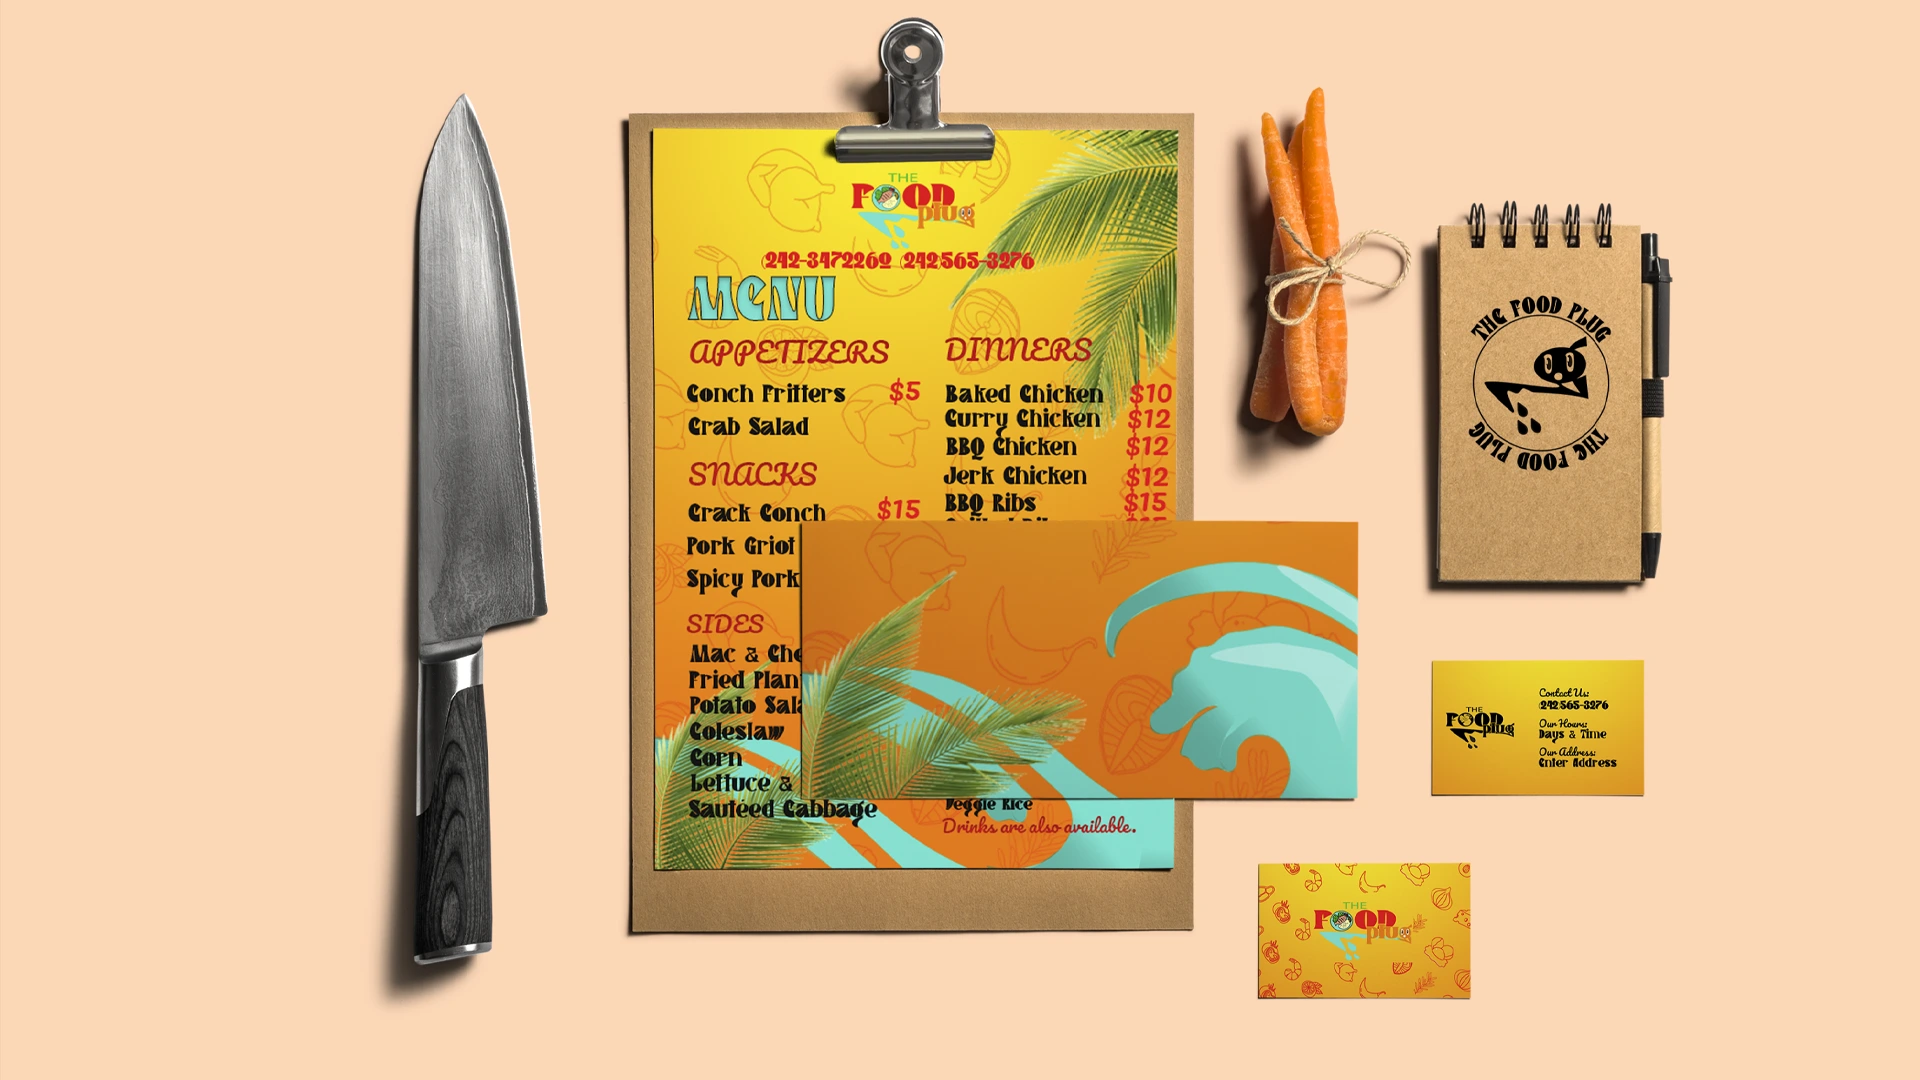 THE
FOOD
plug
(242-3472262 (242)565-3276
MENU
APPETIZERS
Conch Fritters $5
Crab Salad
SNACKS
Crack Conch $15
Pork Griot
Spicy Pork
SIDES
Mac & Che
Fried Plan
Potato Sala
Coleslaw
Corn
Lettuce &
Sautéed Cabbage
DINNERS
Baked Chicken $10
Curry Chicken $12
BBQ Chicken $12
Jerk Chicken $12
BBQ Ribs $15
Veggie Rice
Drinks are also available.
THE FOOD PLUG
THE FOOD PLUG
THE
FOOD
plug
Contact Us:
(242)565-3276
Our Hours:
Days & Time
Our Address:
Enter Address
THE
FOOD
plug